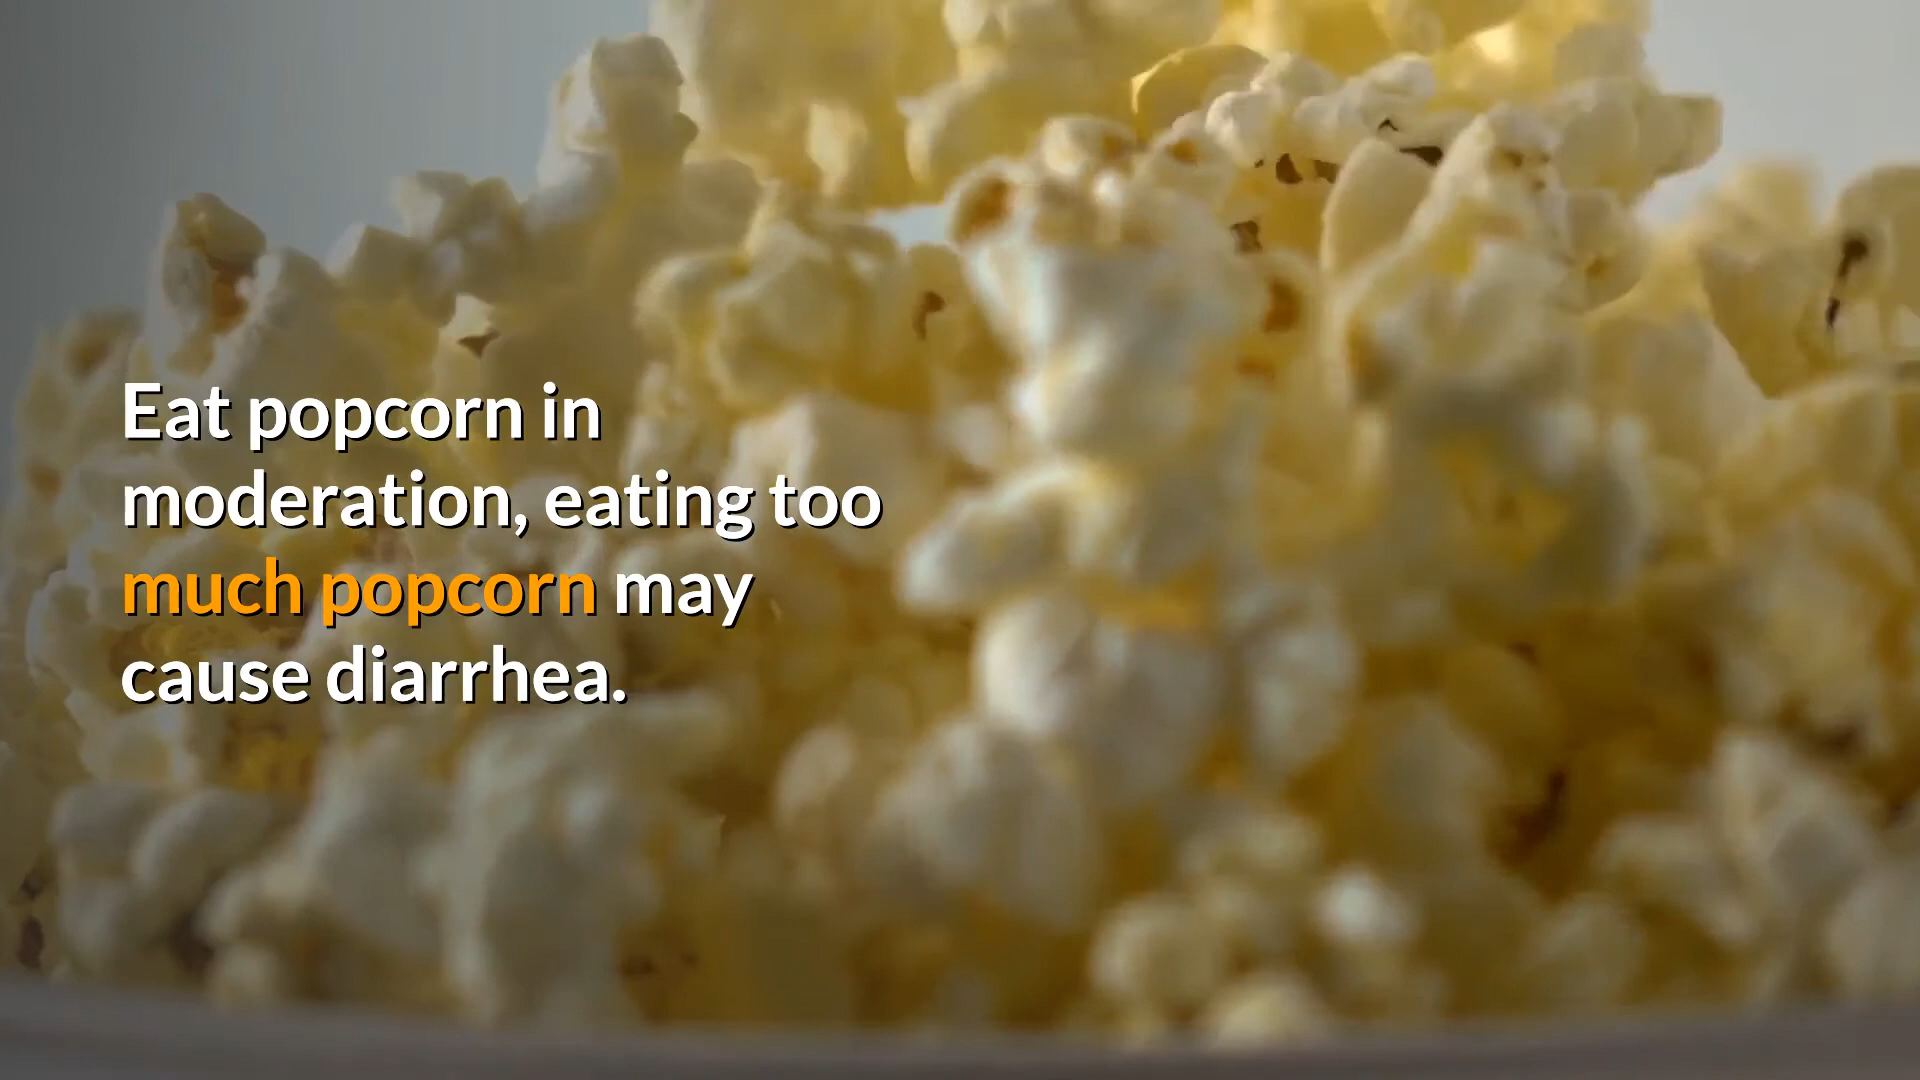 Eat popcorn in
moderation, eating too
much popcorn may
cause diarrhea.